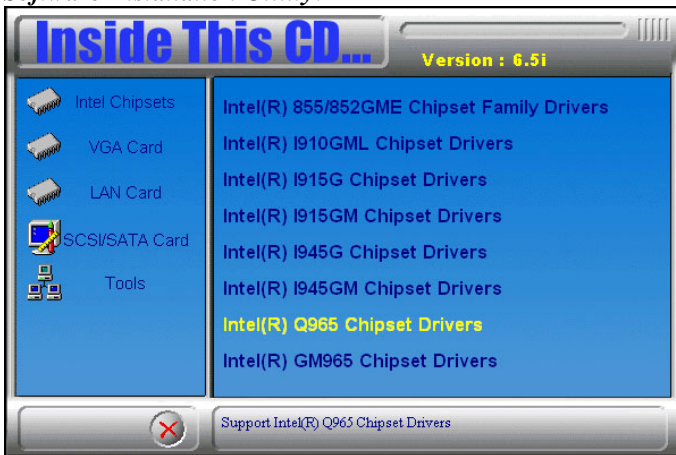 Inside This CD...
Version : 6.5i
Intel Chipsets
VGA Card
LAN Card
SCSI/SATA Card
Tools
Intel(R) 855/852GME Chipset Family Drivers
Intel(R) I910GML Chipset Drivers
Intel(R) I915G Chipset Drivers
Intel(R) I915GM Chipset Drivers
Intel(R) I945G Chipset Drivers
Intel(R) I945GM Chipset Drivers
Intel(R) Q965 Chipset Drivers
Intel(R) GM965 Chipset Drivers
Support Intel(R) Q965 Chipset Drivers